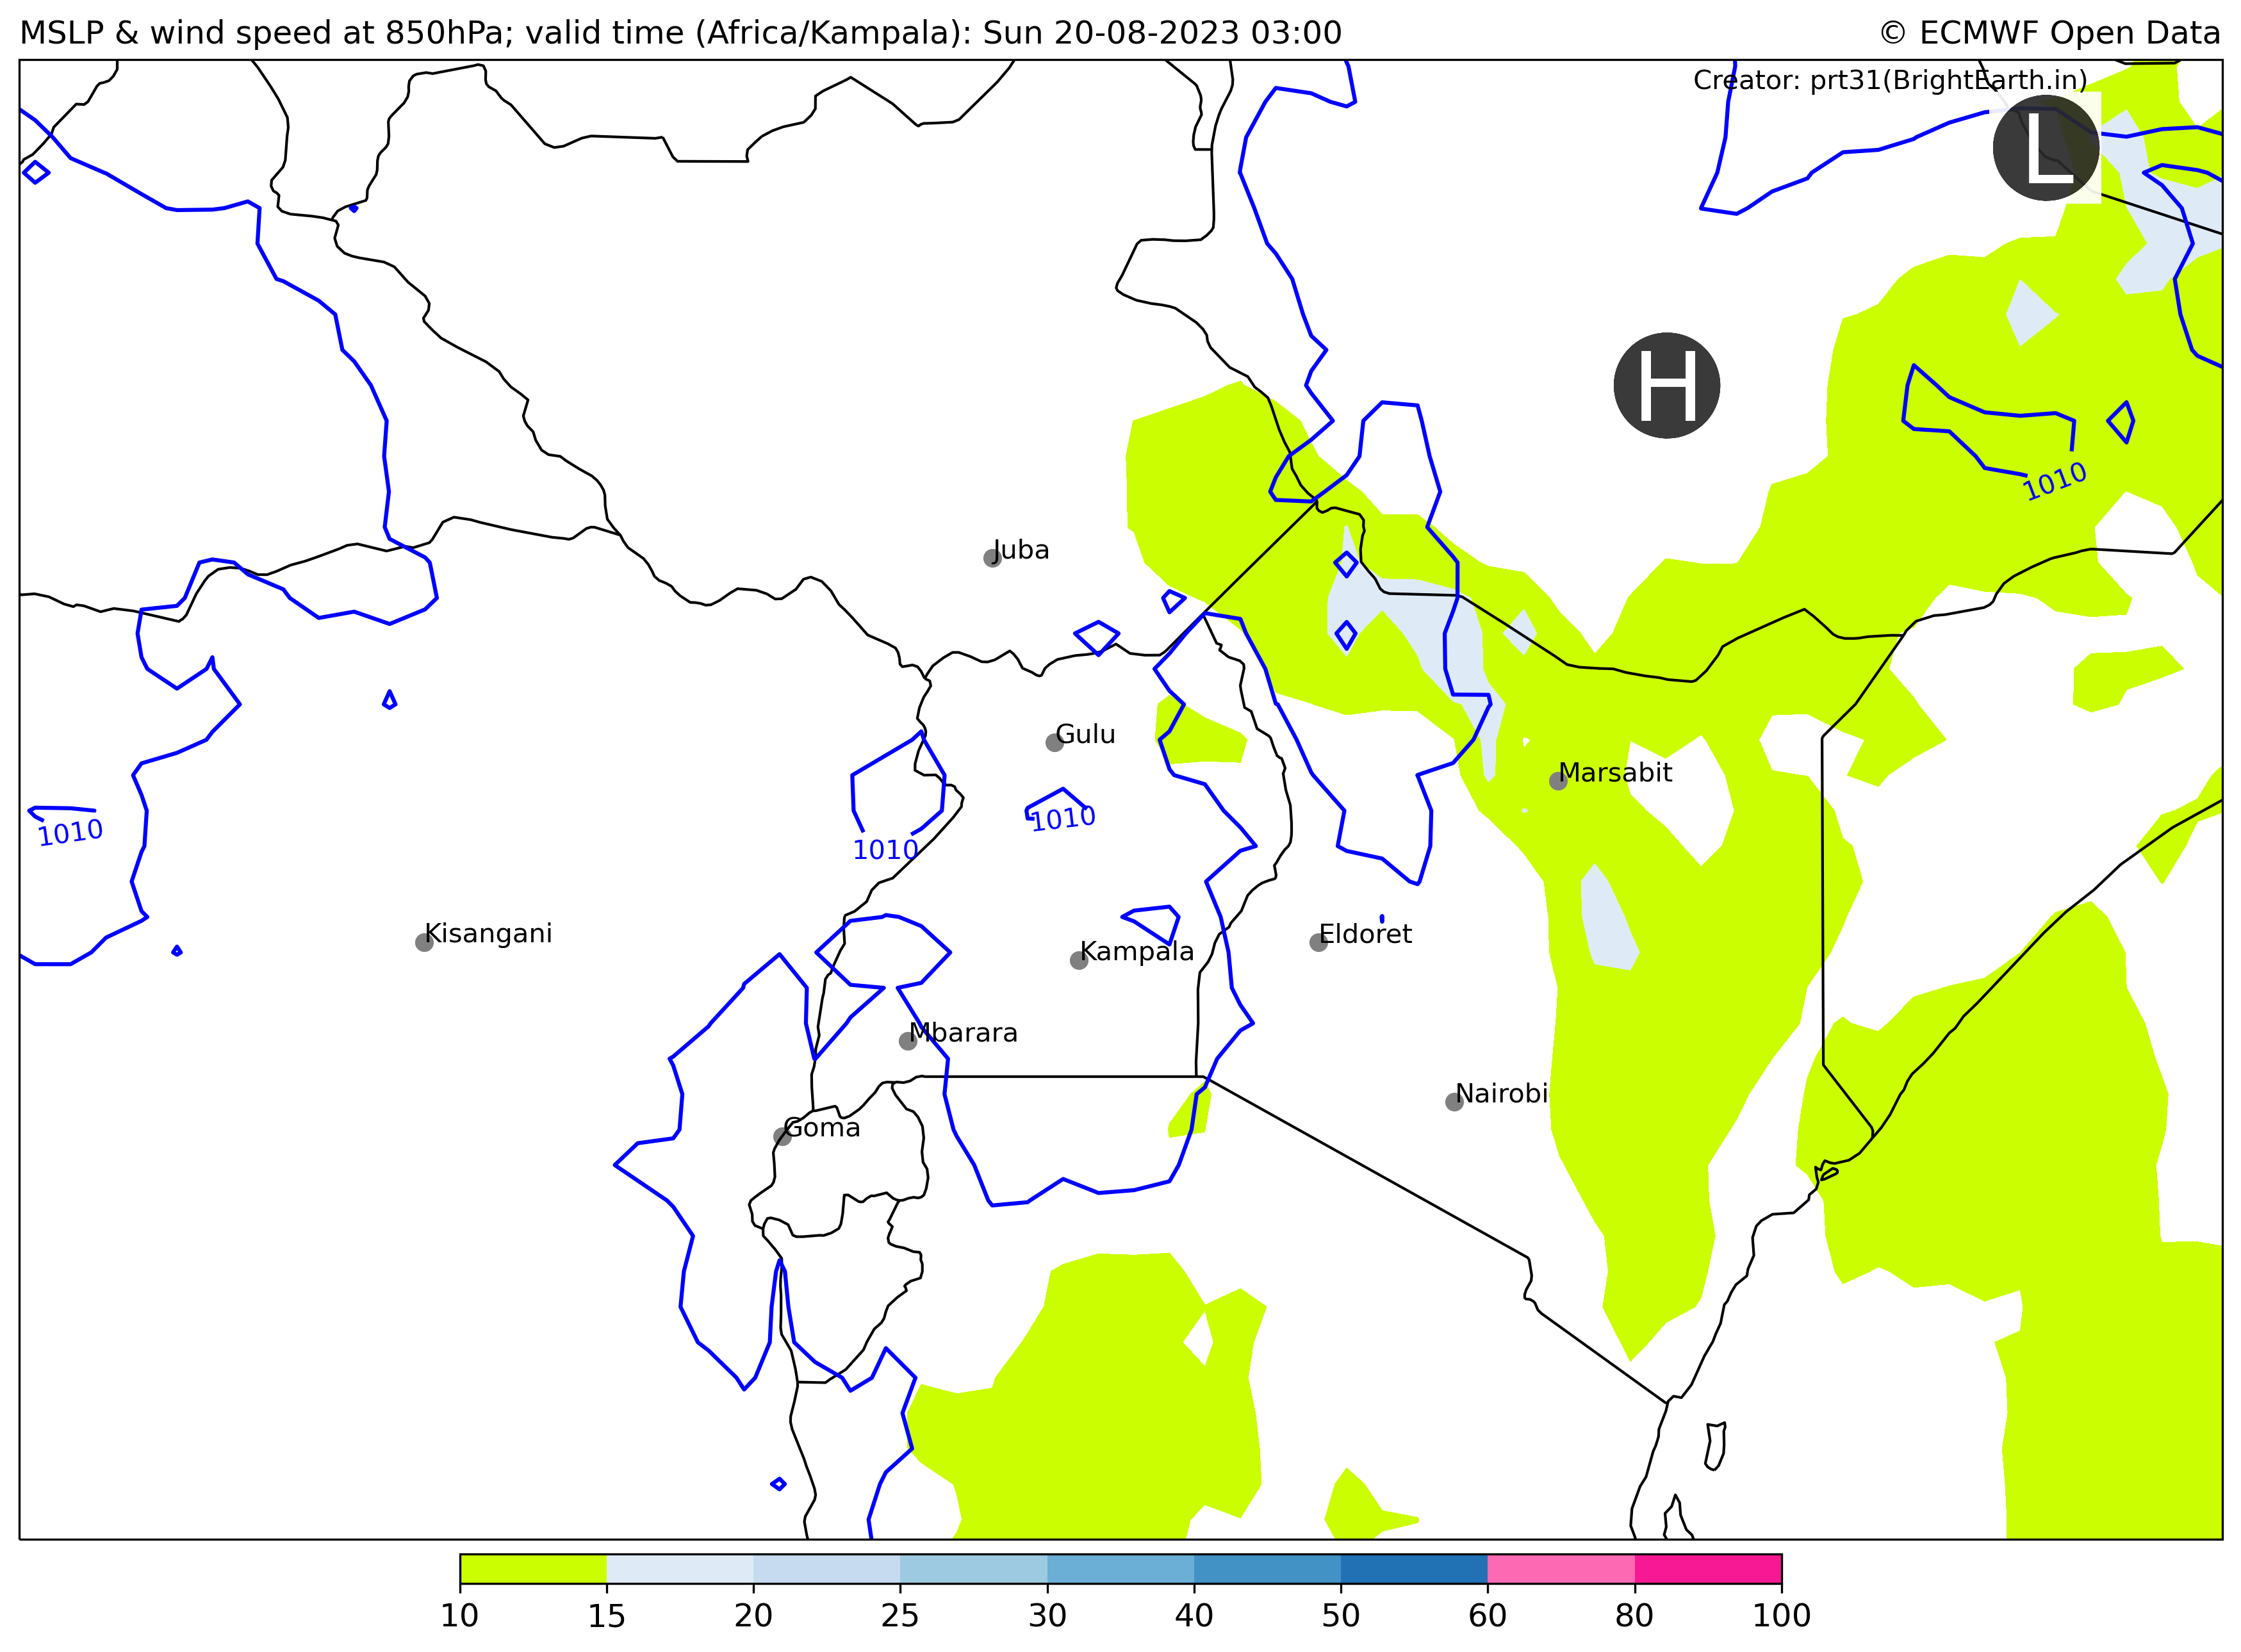 MSLP & wind speed at 850hPa; valid time (Africa/Kampala): Sun 20-08-2023 03:00
© ECMWF Open Data
Creator: prt31(BrightEarth.in)
L
H
1010
Juba
Gulu
Marsabit
1010
1010
1010
Kisangani
Eldoret
Kampala
Mbarara
Nairobi
Goma
10 15 20 25 30 40 50 60 80 100